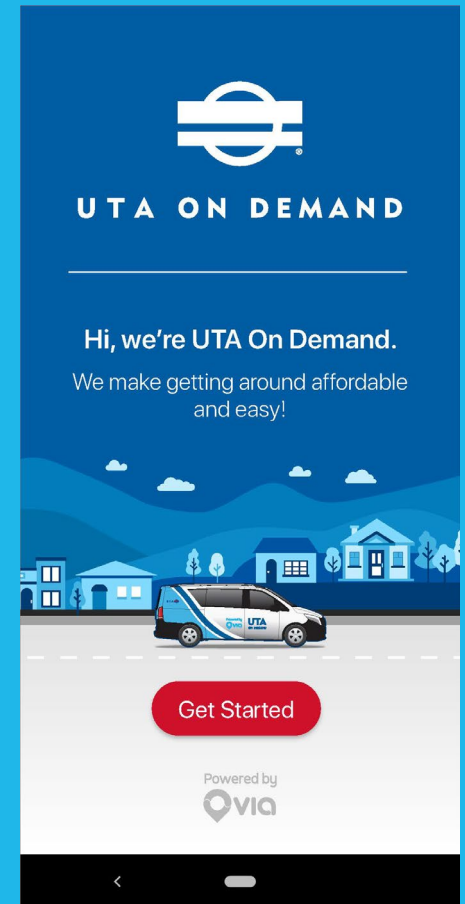 UTA ON DEMAND
Hi, we're UTA On Demand.
We make getting around affordable
and easy!
UTA
Get Started
Powered by
via